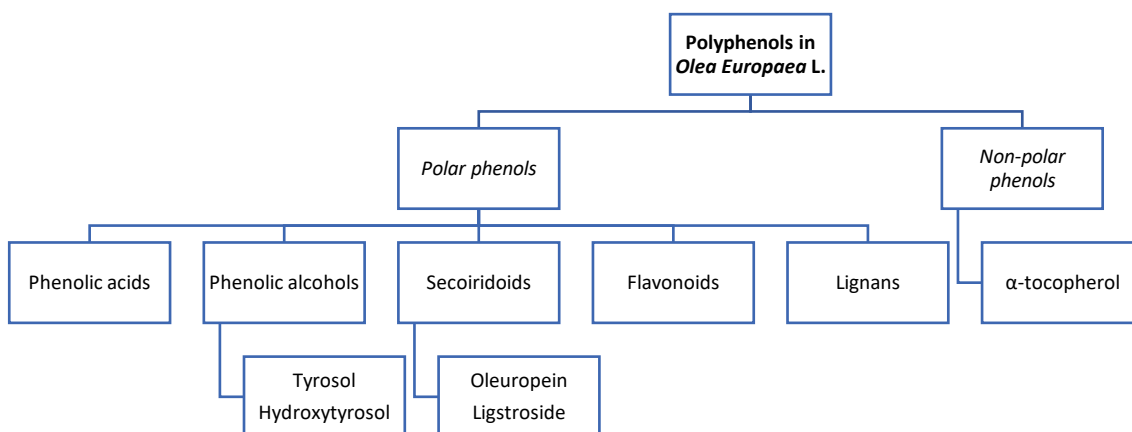 Polyphenols in
Olea Europaea L.
Polar phenols
Non-polar
phenols
Phenolic acids
Phenolic alcohols
Secoiridoids
Flavonoids
Lignans
α-tocopherol
Tyrosol
Hydroxytyrosol
Oleuropein
Ligstroside